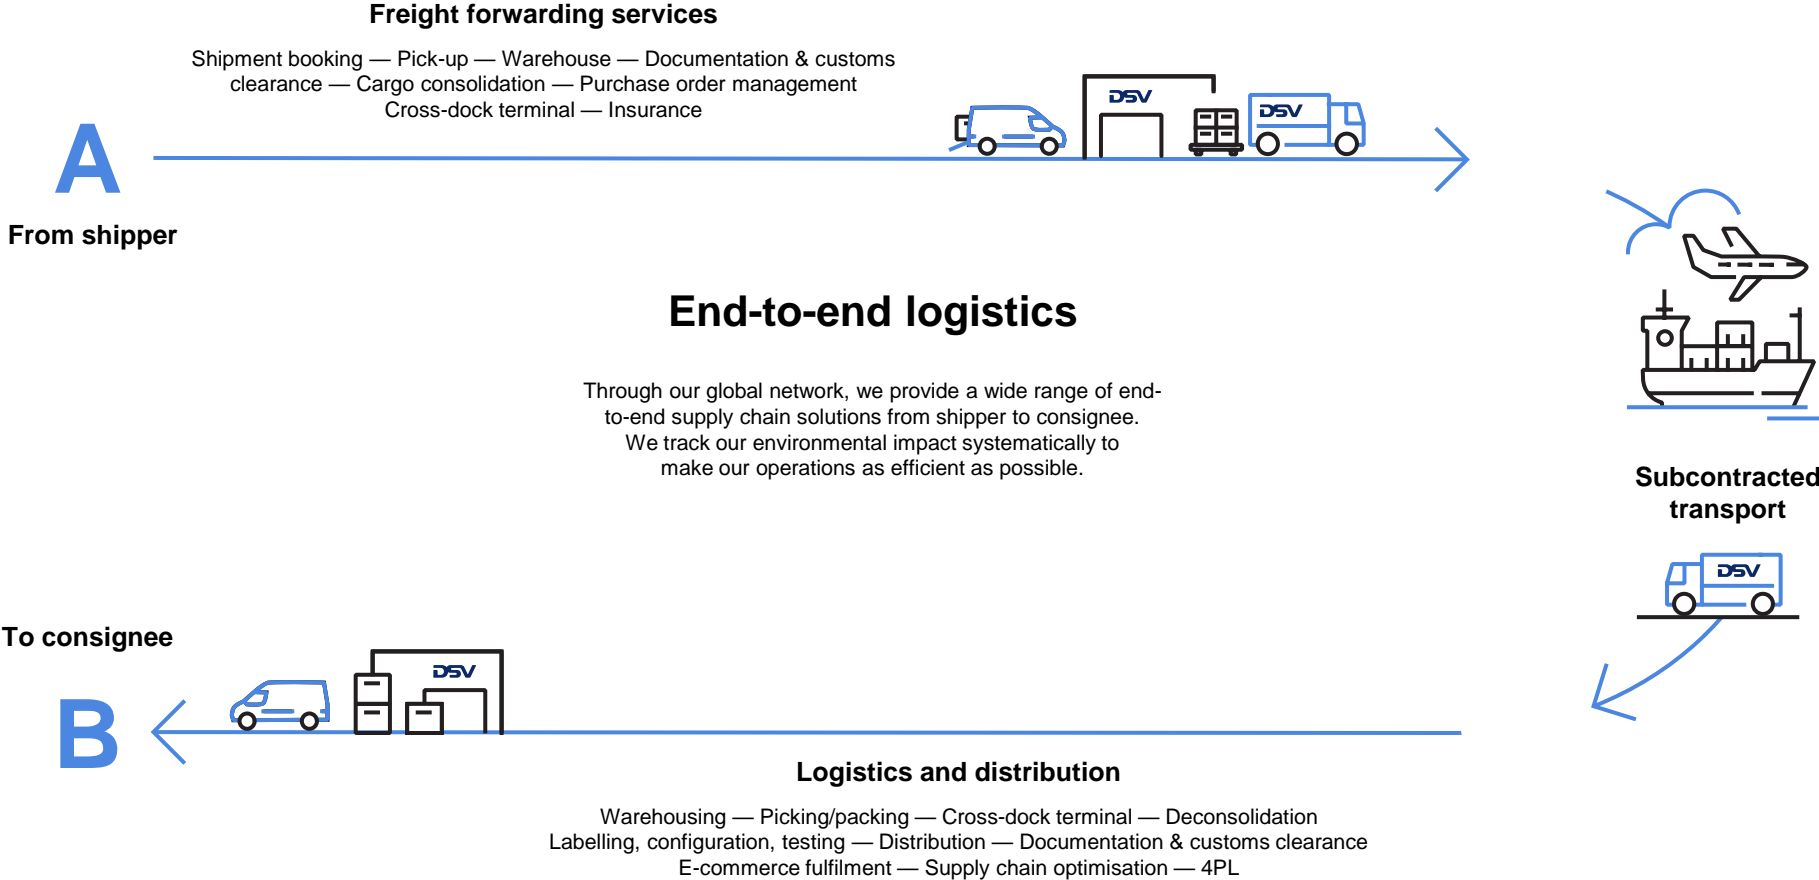 Freight forwarding services
Shipment booking — Pick-up — Warehouse — Documentation & customs
clearance — Cargo consolidation — Purchase order management
Cross-dock terminal — Insurance
DSV
DSV
A
From shipper
End-to-end logistics
Through our global network, we provide a wide range of end-
to-end supply chain solutions from shipper to consignee.
We track our environmental impact systematically to
make our operations as efficient as possible.
Subcontracted
transport
DSV
To consignee
DSV
B
Logistics and distribution
Warehousing — Picking/packing — Cross-dock terminal — Deconsolidation
Labelling, configuration, testing — Distribution — Documentation & customs clearance
E-commerce fulfilment — Supply chain optimisation — 4PL